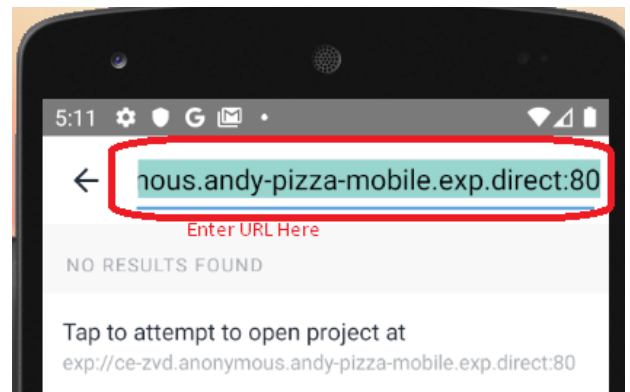 5:11 G
nous.andy-pizza-mobile.exp.direct:80
Enter URL Here
NO RESULTS FOUND
Tap to attempt to open project at
exp://ce-zvd.anonymous.andy-pizza-mobile.exp.direct:80